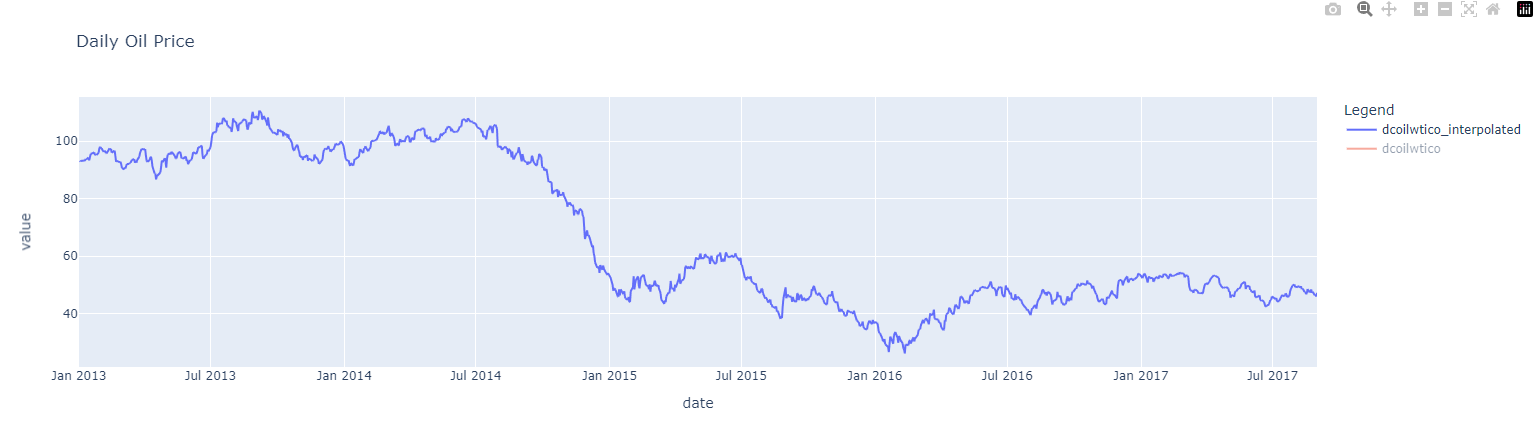 Daily Oil Price
Legend
dcoilwtico_interpolated
dcoilwtico
100
80
60
40
value
Jan 2013
Jul 2013
Jan 2014
Jul 2014
Jan 2015
Jul 2015
Jan 2016
Jul 2016
Jan 2017
Jul 2017
date